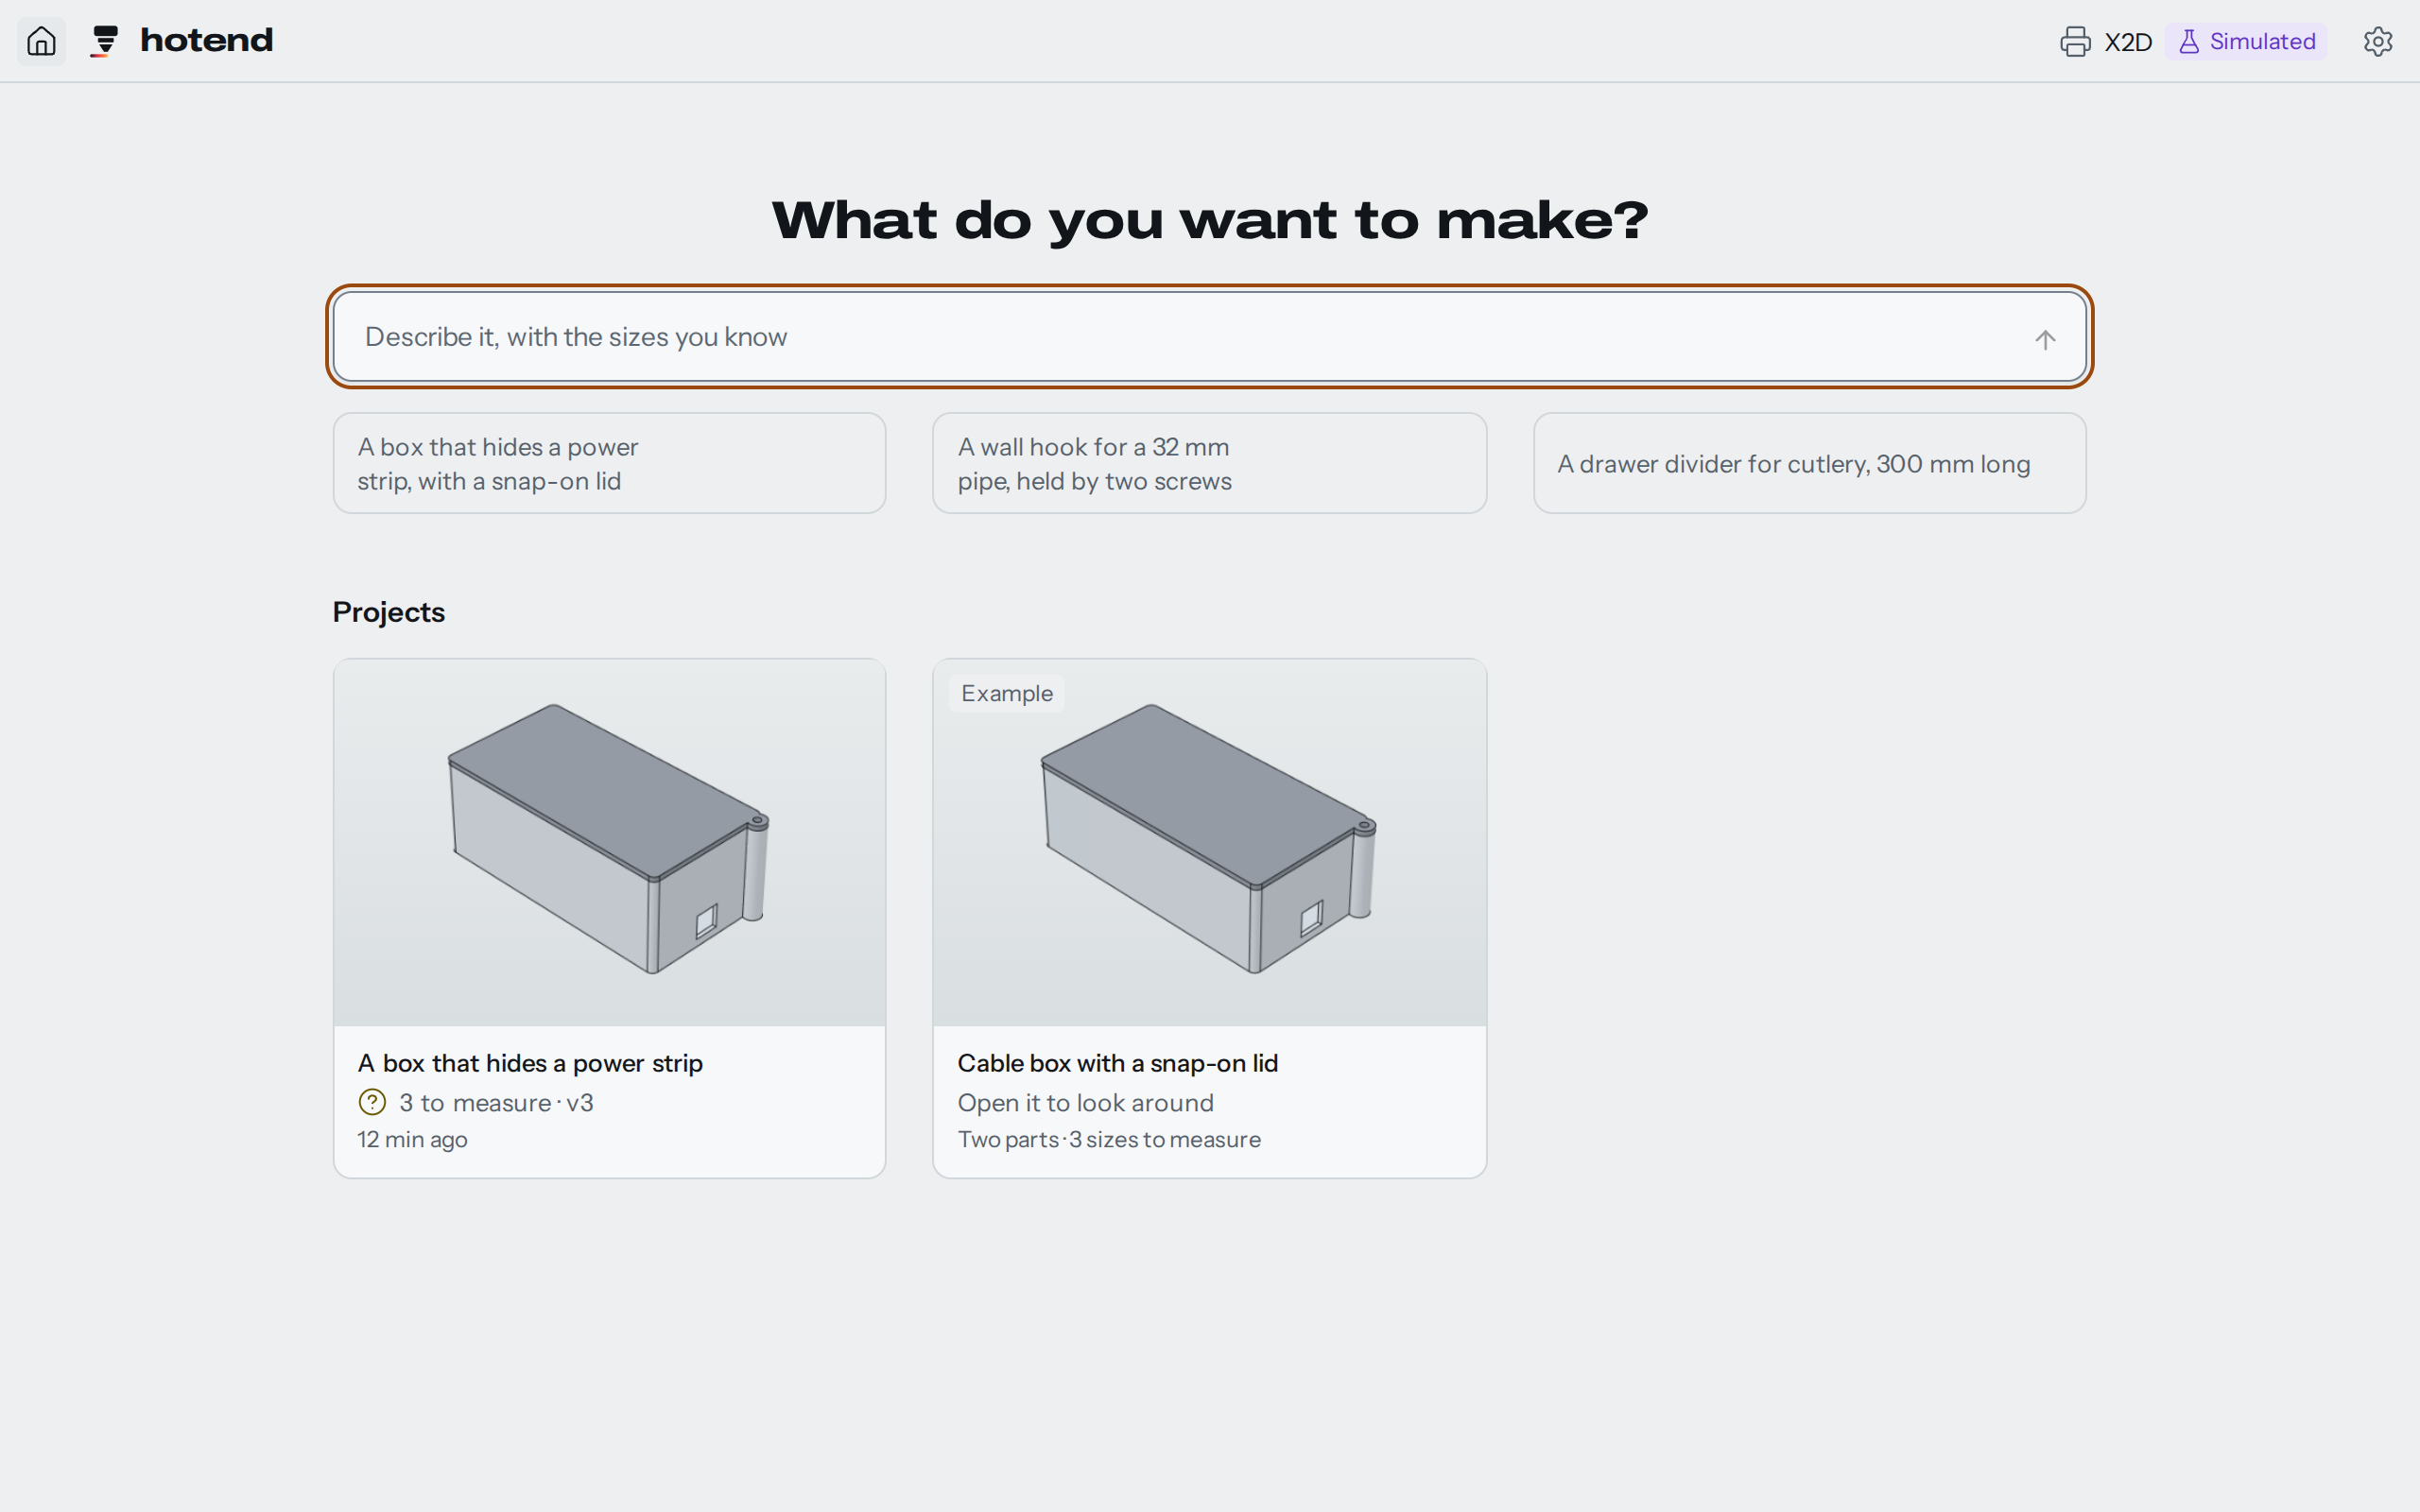 hotend
X2D
Simulated
What do you want to make?
Describe it, with the sizes you know
A box that hides a power
strip, with a snap-on lid
A wall hook for a 32 mm
pipe, held by two screws
A drawer divider for cutlery, 300 mm long
Projects
Example
A box that hides a power strip
3 to measure · v3
12 min ago
Cable box with a snap-on lid
Open it to look around
Two parts · 3 sizes to measure